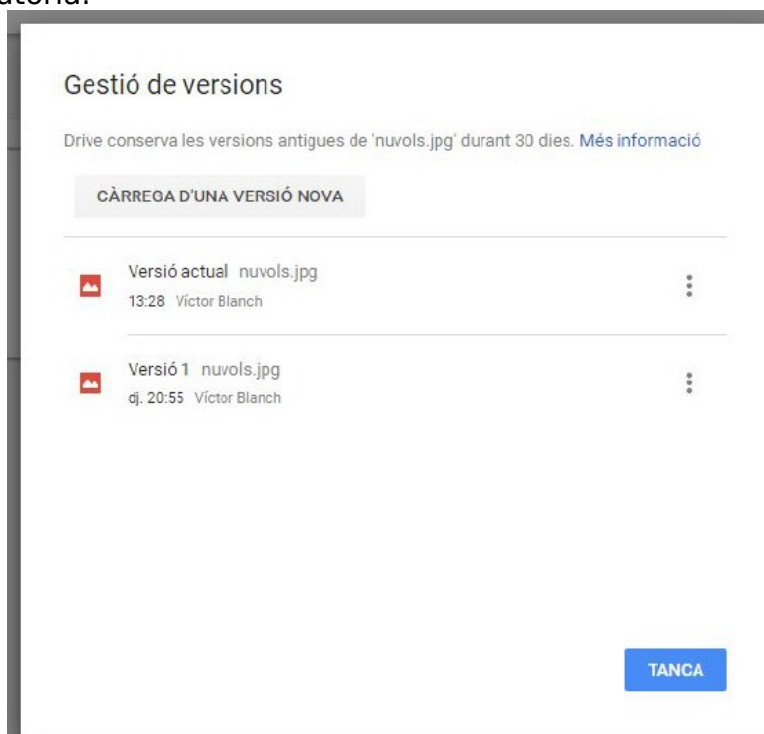 Gestió de versions
Drive conserva les versions antigues de 'nuvols.jpg' durant 30 dies. Més informació
CÀRREGA D'UNA VERSIÓ NOVA
Versió actual nuvols.jpg
13:28 Víctor Blanch
Versió 1 nuvols.jpg
dj. 20:55 Víctor Blanch
TANCA